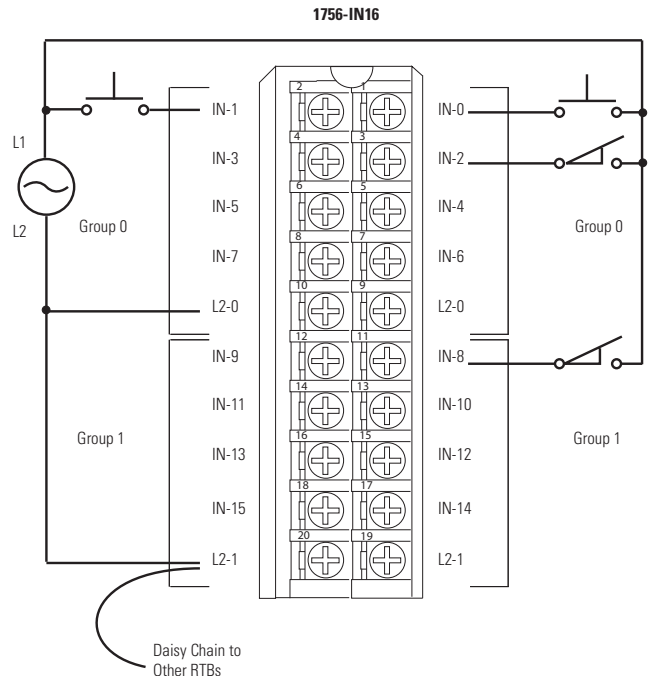 1756-IN16
2 1
IN-1 IN-0
4 3
L1
IN-3 IN-2
6 5
IN-5 IN-4
L2 Group 0 Group 0
8 7
IN-7 IN-6
10 9
L2-0 L2-0
12 11
IN-9 IN-8
14 13
IN-11 IN-10
Group 1 Group 1
16 15
IN-13 IN-12
18 17
IN-15 IN-14
20 19
L2-1 L2-1
Daisy Chain to
Other RTBs